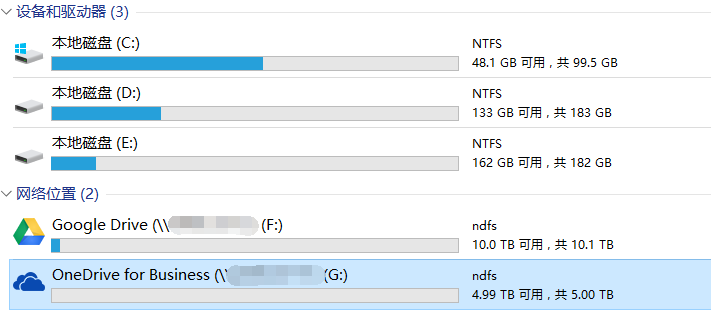 设备和驱动器 (3)
本地磁盘 (C:)
NTFS
48.1 GB 可用，共 99.5 GB
本地磁盘 (D:)
NTFS
133 GB 可用，共 183 GB
本地磁盘 (E:)
NTFS
162 GB 可用，共 182 GB
网络位置 (2)
Google Drive (\\ (F:)
ndfs
10.0 TB 可用，共 10.1 TB
OneDrive for Business (\\ (G:)
ndfs
4.99 TB 可用，共 5.00 TB